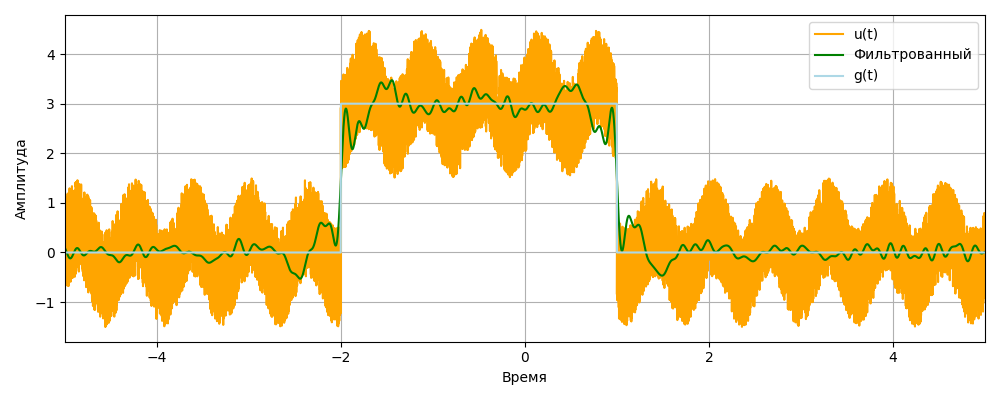 u(t)
Фильтрованный
g(t)
Амплитуда
4
3
2
1
0
−1
−4
−2
0
2
4
Время